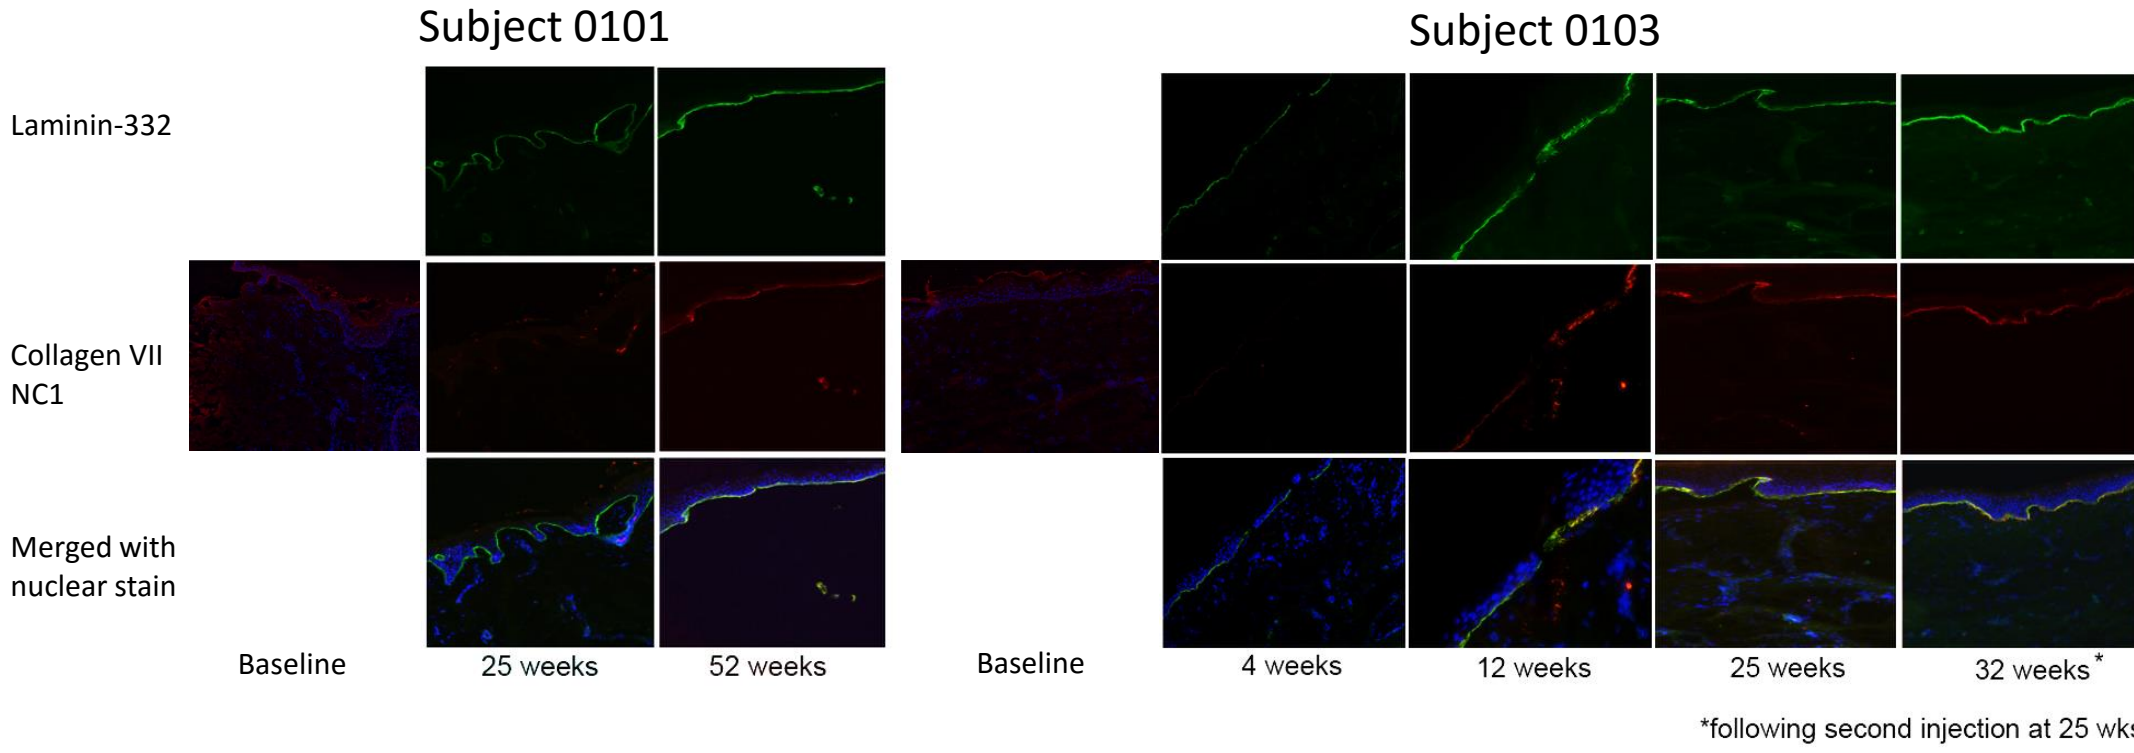 Subject 0101
Subject 0103
Laminin-332
Collagen VII
NC1
Merged with
nuclear stain
Baseline
25 weeks
52 weeks
Baseline
4 weeks
12 weeks
25 weeks
32 weeks*
*following second injection at 25 wks